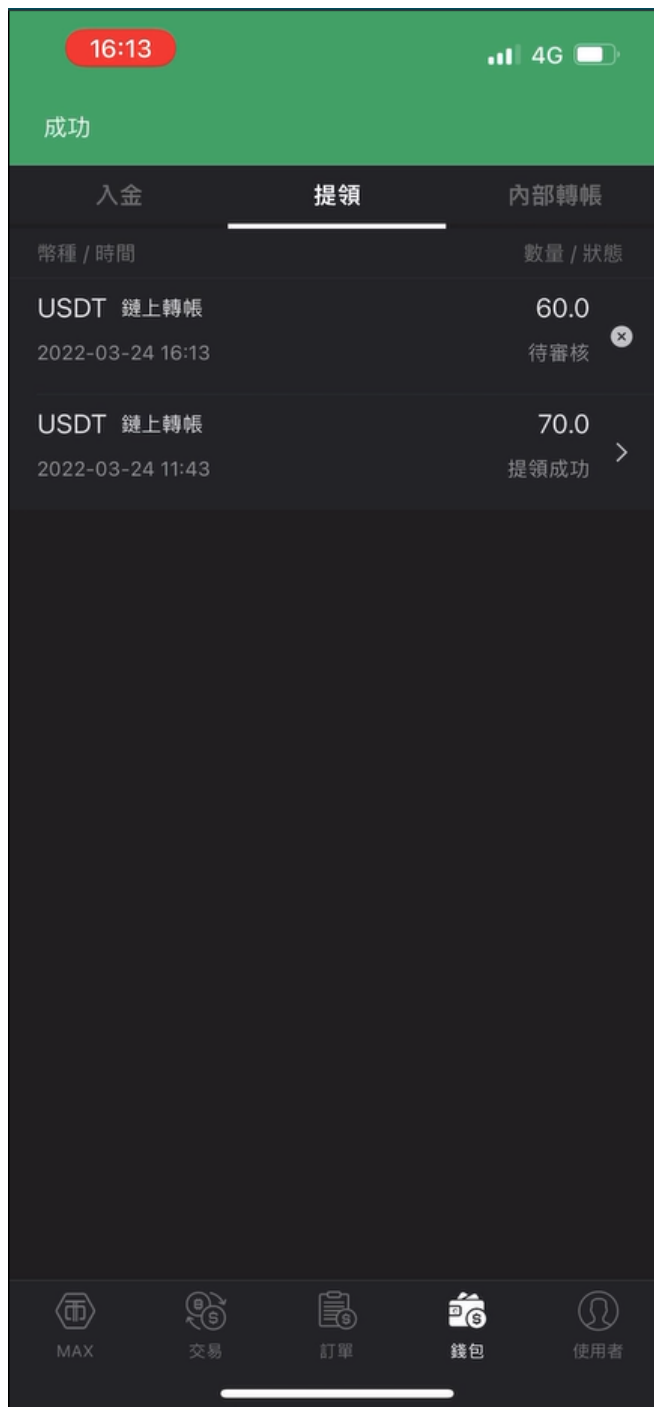 16:13
4G
成功
入金 提領 內部轉帳
幣種 / 時間 數量 / 狀態
USDT 鏈上轉帳 60.0
2022-03-24 16:13 待審核
USDT 鏈上轉帳 70.0
2022-03-24 11:43 提領成功
MAX 交易 訂單 錢包 使用者